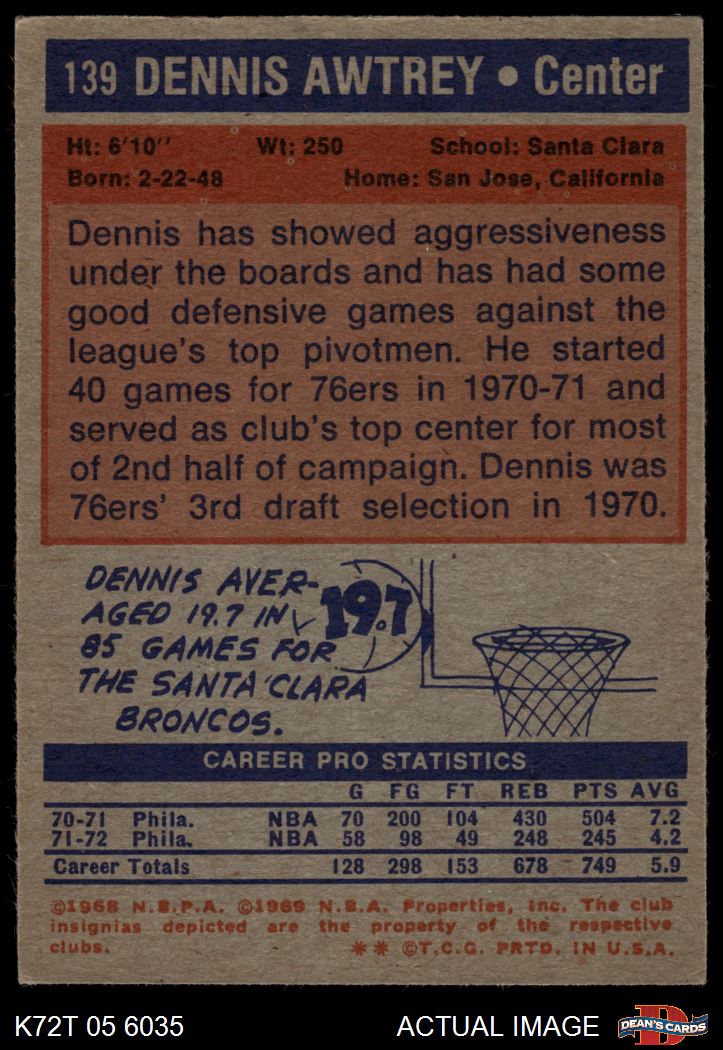 139 DENNIS AWTREY • Center
Ht: 6'10" Wt: 250 School: Santa Clara
Born: 2-22-48 Home: San Jose, California
Dennis has showed aggressiveness
under the boards and has had some
good defensive games against the
league's top pivotmen. He started
40 games for 76ers in 1970-71 and
served as club's top center for most
of 2nd half of campaign. Dennis was
76ers' 3rd draft selection in 1970.
DENNIS AVER-
AGED 19.7 IN
85 GAMES FOR
THE SANTA CLARA
BRONCOS.
19.7
CAREER PRO STATISTICS
G FG FT REB PTS AVG
70-71 Phila. NBA 70 200 104 430 504 7.2
71-72 Phila. NBA 58 98 49 248 245 4.2
Career Totals 128 298 153 678 749 5.9
©1968 N.B.P.A. ©1969 N.B.A. Properties, Inc. The club
insignias depicted are the property of the respective
clubs. ** ©T.C.G. PRTD. IN U.S.A.
K72T 05 6035 ACTUAL IMAGE
D
DEAN'S CARDS